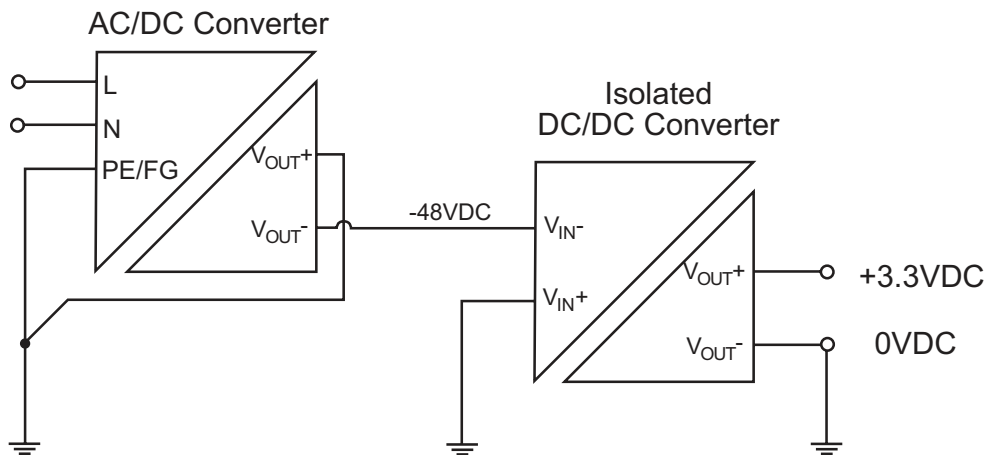 AC/DC Converter
L
N
PE/FG
VOUT+
VOUT-
-48VDC
Isolated
DC/DC Converter
VIN-
VIN+
VOUT+
VOUT-
+3.3VDC
0VDC